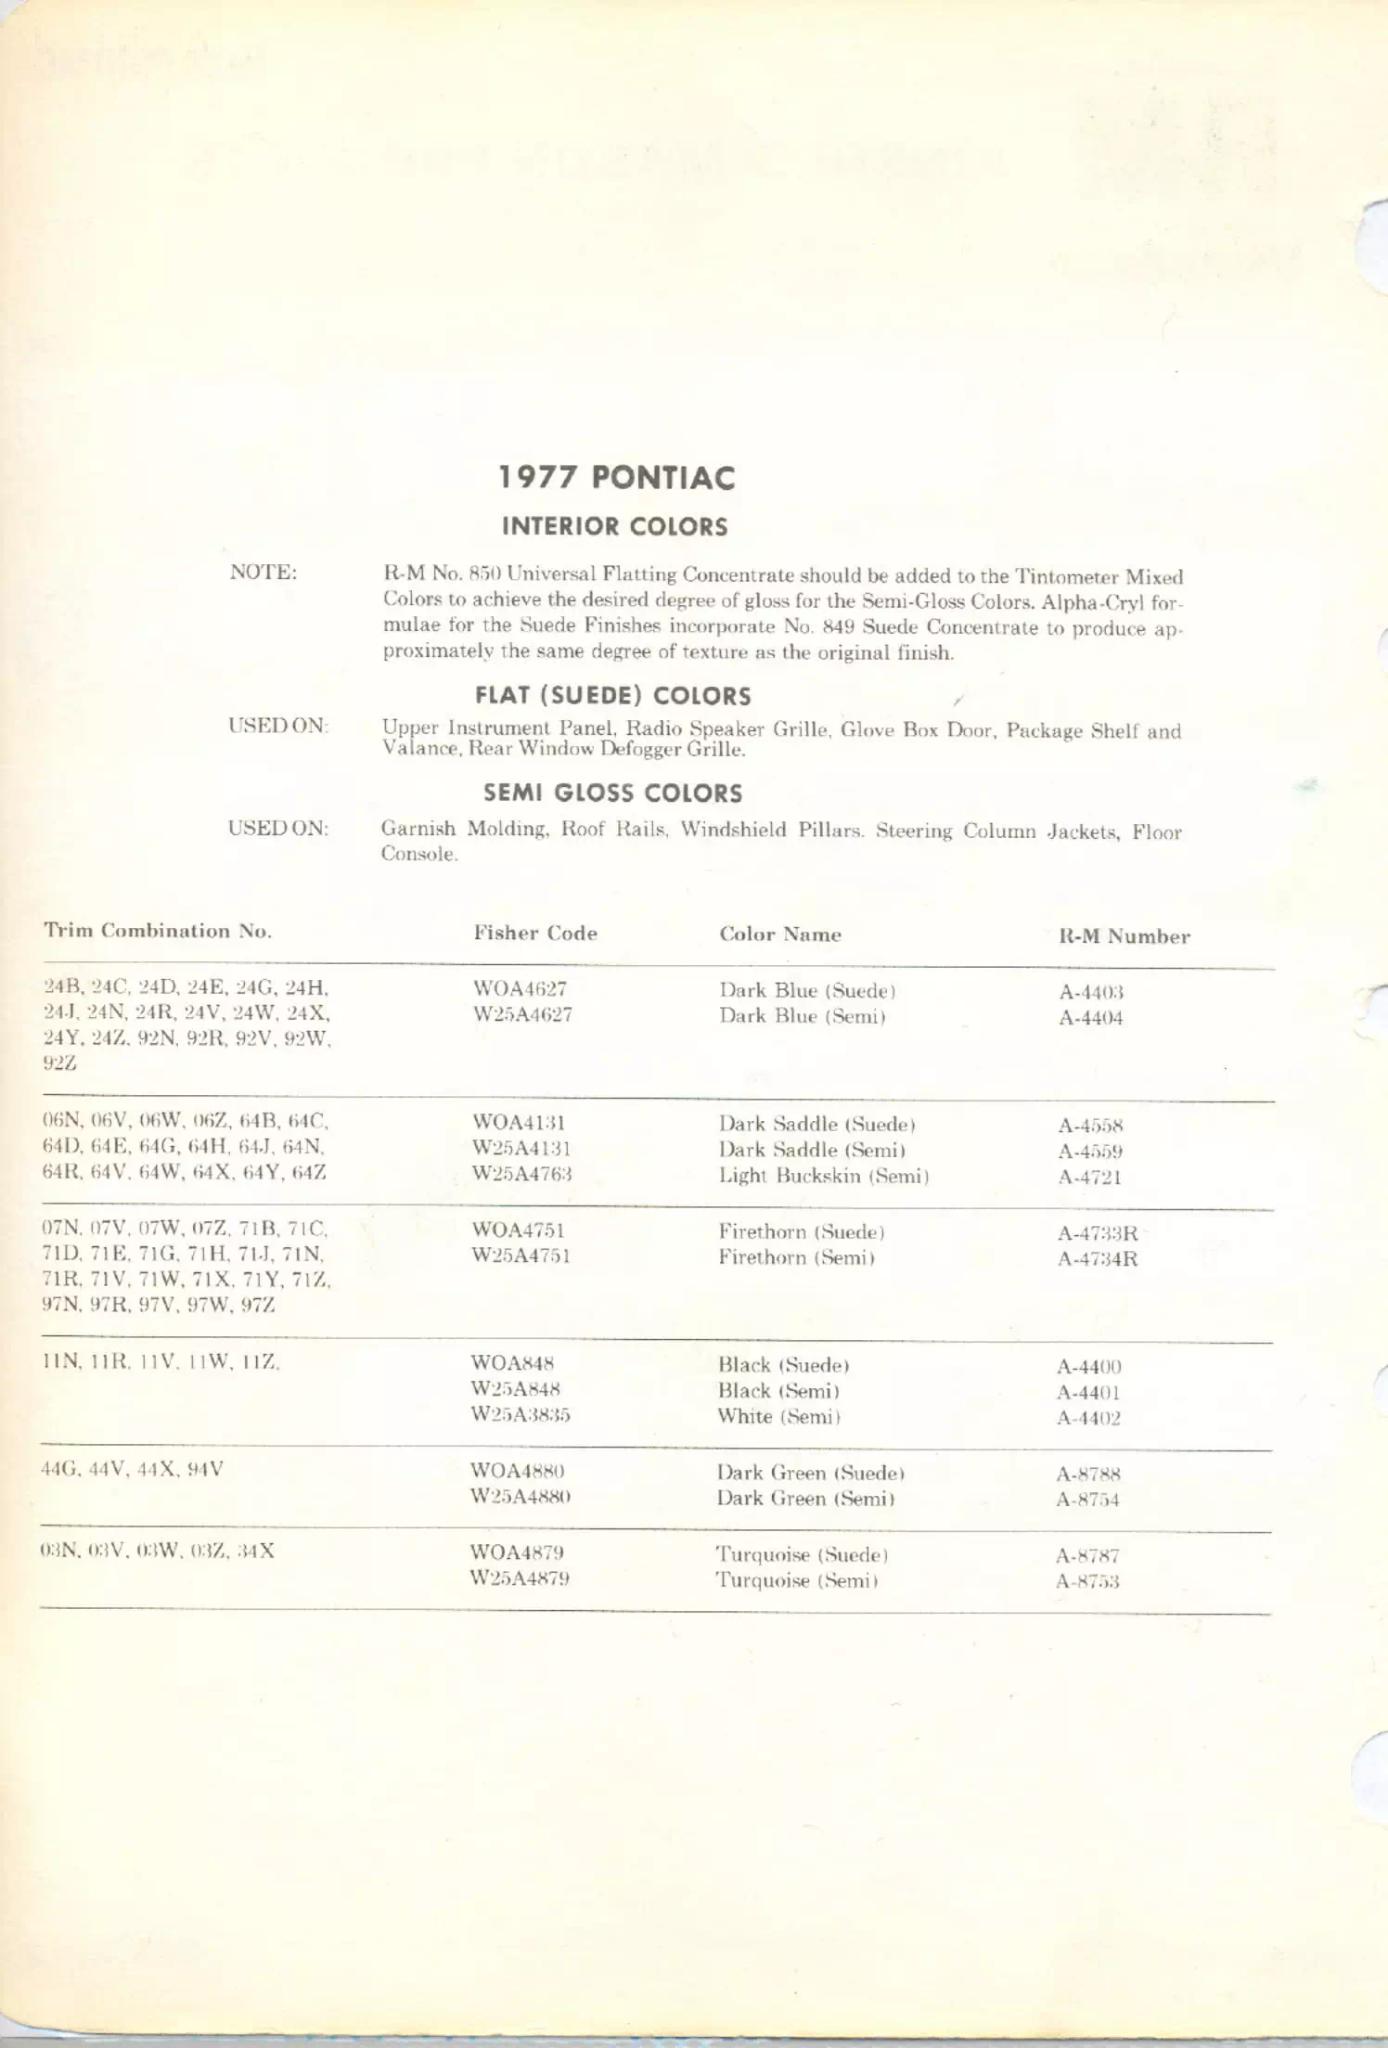 1977 PONTIAC
INTERIOR COLORS
NOTE: R-M No. 850 Universal Flatting Concentrate should be added to the Tintometer Mixed
Colors to achieve the desired degree of gloss for the Semi-Gloss Colors. Alpha-Cryl for-
mulae for the Suede Finishes incorporate No. 849 Suede Concentrate to produce ap-
proximately the same degree of texture as the original finish.
FLAT (SUEDE) COLORS
USED ON: Upper Instrument Panel, Radio Speaker Grille, Glove Box Door, Package Shelf and
Valance, Rear Window Defogger Grille.
SEMI GLOSS COLORS
USED ON: Garnish Molding, Roof Rails, Windshield Pillars. Steering Column Jackets, Floor
Console.
Trim Combination No. Fisher Code Color Name R-M Number
24B, 24C, 24D, 24E, 24G, 24H, WOA4627 Dark Blue (Suede) A-4403
24J, 24N, 24R, 24V, 24W, 24X, W25A4627 Dark Blue (Semi) A-4404
24Y, 24Z, 92N, 92R, 92V, 92W,
92Z
06N, 06V, 06W, 06Z, 64B, 64C, WOA4131 Dark Saddle (Suede) A-4558
64D, 64E, 64G, 64H, 64J, 64N, W25A4131 Dark Saddle (Semi) A-4559
64R, 64V, 64W, 64X, 64Y, 64Z W25A4763 Light Buckskin (Semi) A-4721
07N, 07V, 07W, 07Z, 71B, 71C, WOA4751 Firethorn (Suede) A-4733R
71D, 71E, 71G, 71H, 71J, 71N, W25A4751 Firethorn (Semi) A-4734R
71R, 71V, 71W, 71X, 71Y, 71Z,
97N, 97R, 97V, 97W, 97Z
11N, 11R, 11V, 11W, 11Z, WOA848 Black (Suede) A-4400
W25A848 Black (Semi) A-4401
W25A3835 White (Semi) A-4402
44G, 44V, 44X, 94V WOA4880 Dark Green (Suede) A-8788
W25A4880 Dark Green (Semi) A-8754
03N, 03V, 03W, 03Z, 34X WOA4879 Turquoise (Suede) A-8787
W25A4879 Turquoise (Semi) A-8753